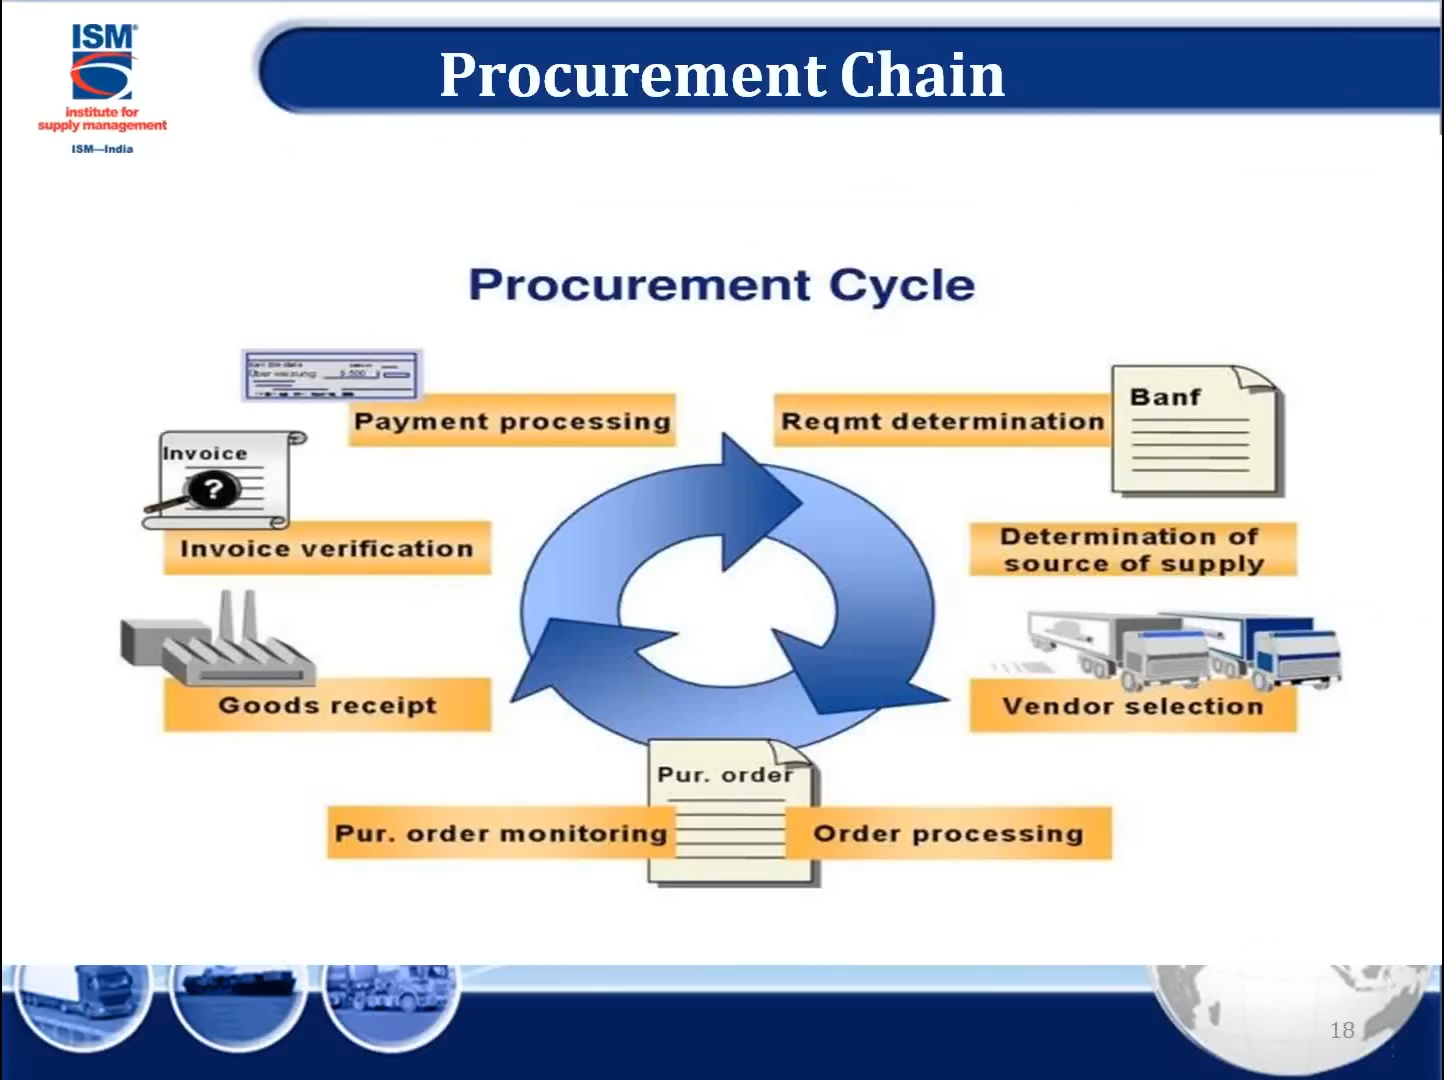 ISM
institute for
supply management
ISM—India
Procurement Chain
Procurement Cycle
Payment processing
Reqmt determination
Banf
Invoice
?
Invoice verification
Determination of
source of supply
Goods receipt
Vendor selection
Pur. order
Pur. order monitoring
Order processing
18